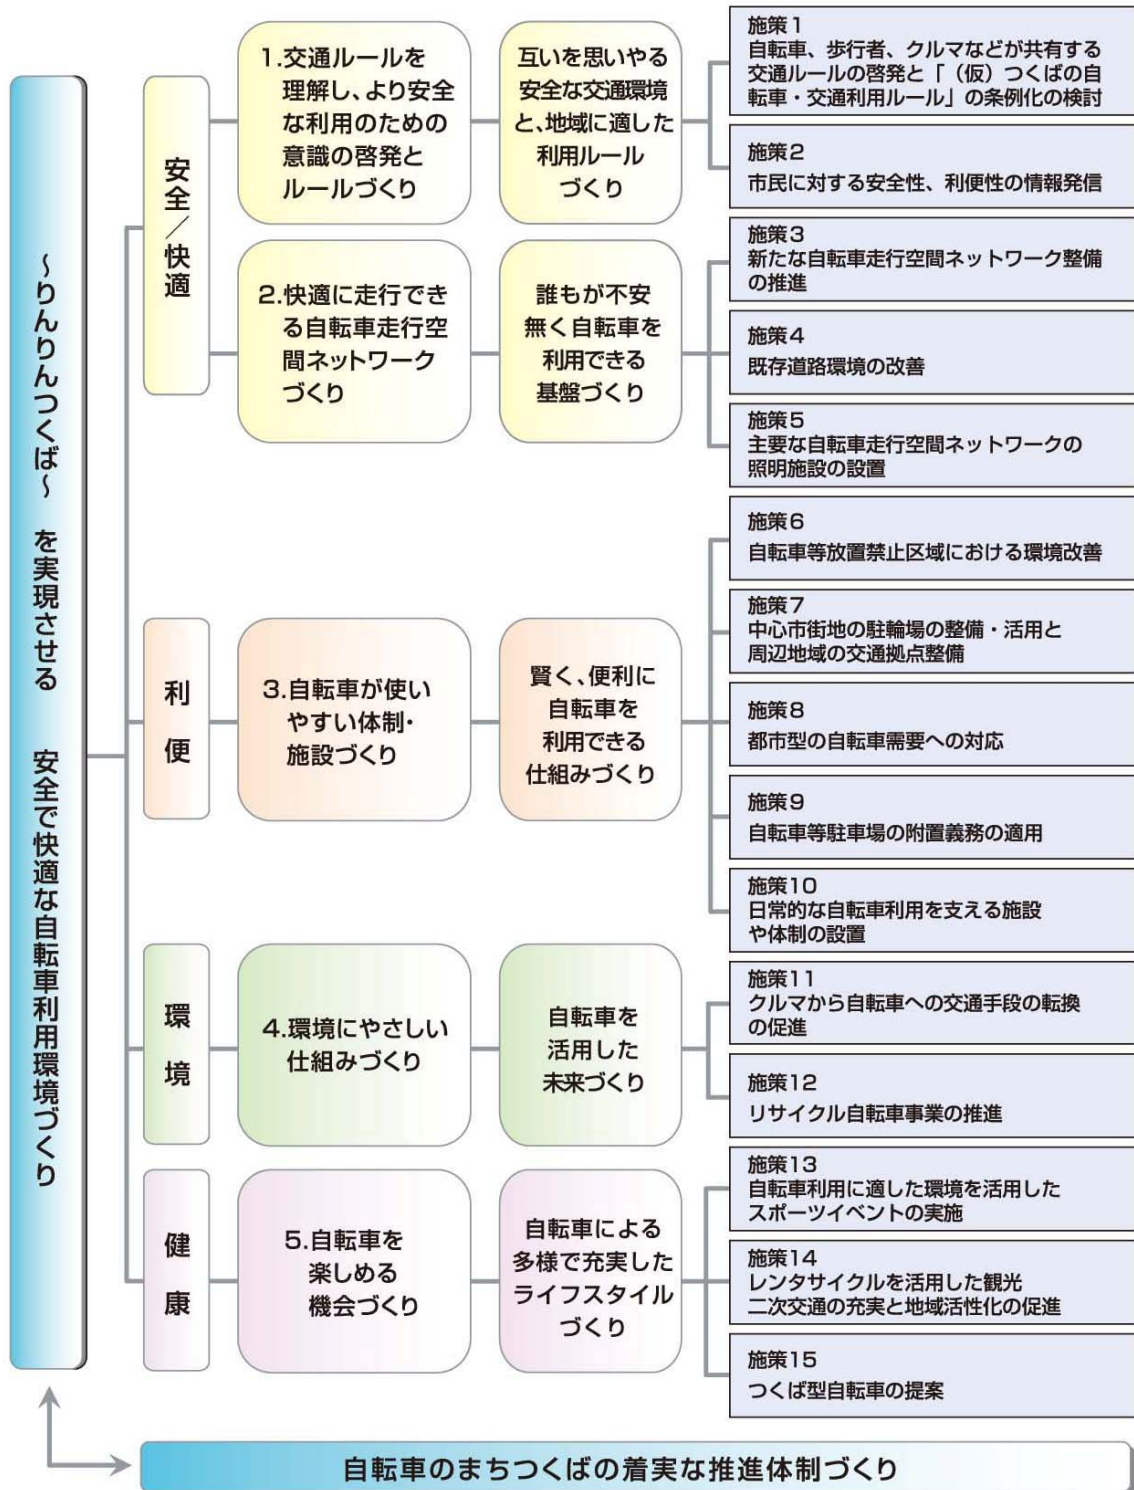 ～りんりんつくば～　を実現させる　安全で快適な自転車利用環境づくり
安全／快適
1.交通ルールを
理解し、より安全
な利用のための
意識の啓発と
ルールづくり
互いを思いやる
安全な交通環境
と、地域に適した
利用ルール
づくり
施策1
自転車、歩行者、クルマなどが共有する
交通ルールの啓発と「（仮）つくばの自
転車・交通利用ルール」の条例化の検討
施策2
市民に対する安全性、利便性の情報発信
2.快適に走行でき
る自転車走行空
間ネットワーク
づくり
誰もが不安
無く自転車を
利用できる
基盤づくり
施策3
新たな自転車走行空間ネットワーク整備
の推進
施策4
既存道路環境の改善
施策5
主要な自転車走行空間ネットワークの
照明施設の設置
利便
3.自転車が使い
やすい体制・
施設づくり
賢く、便利に
自転車を
利用できる
仕組みづくり
施策6
自転車等放置禁止区域における環境改善
施策7
中心市街地の駐輪場の整備・活用と
周辺地域の交通拠点整備
施策8
都市型の自転車需要への対応
施策9
自転車等駐車場の附置義務の適用
施策10
日常的な自転車利用を支える施設
や体制の設置
環境
4.環境にやさしい
仕組みづくり
自転車を
活用した
未来づくり
施策11
クルマから自転車への交通手段の転換
の促進
施策12
リサイクル自転車事業の推進
健康
5.自転車を
楽しめる
機会づくり
自転車による
多様で充実した
ライフスタイル
づくり
施策13
自転車利用に適した環境を活用した
スポーツイベントの実施
施策14
レンタサイクルを活用した観光
二次交通の充実と地域活性化の促進
施策15
つくば型自転車の提案
自転車のまちつくばの着実な推進体制づくり